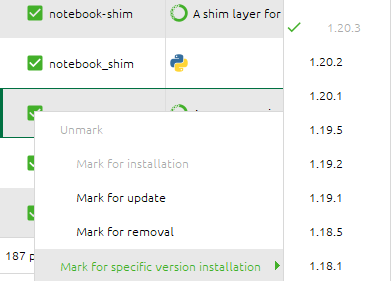 notebook-shim A shim layer for
notebook_shim
Unmark
Mark for installation
Mark for update
Mark for removal
Mark for specific version installation
187 p
1.20.3
1.20.2
1.20.1
1.19.5
1.19.2
1.19.1
1.18.5
1.18.1